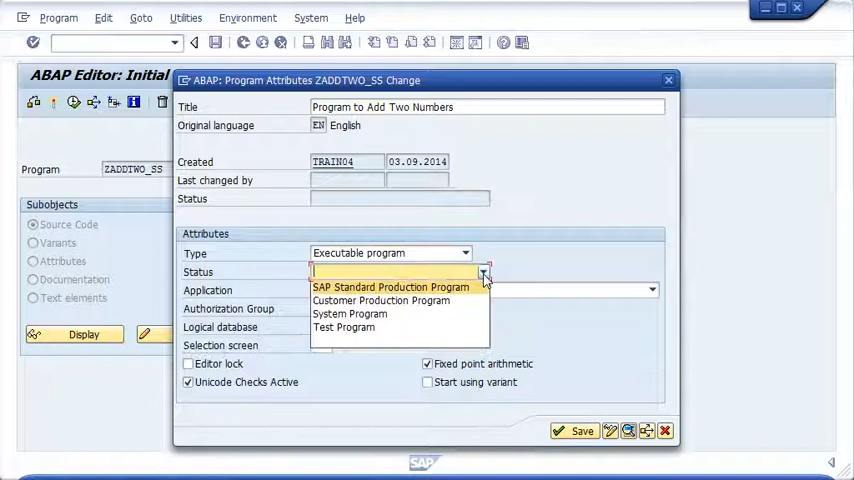 Program Edit Goto Utilities Environment System Help
ABAP Editor: Initial
ABAP: Program Attributes ZADDTWO_SS Change
Title Program to Add Two Numbers
Original language EN English
Created TRAIN04 03.09.2014
Program ZADDTWO_SS
Last changed by
Status
Subobjects
Source Code
Variants
Attributes
Documentation
Text elements
Display
Attributes
Type Executable program
Status
SAP Standard Production Program
Customer Production Program
System Program
Test Program
Application
Authorization Group
Logical database
Selection screen
Editor lock Fixed point arithmetic
Unicode Checks Active Start using variant
Save
SAP